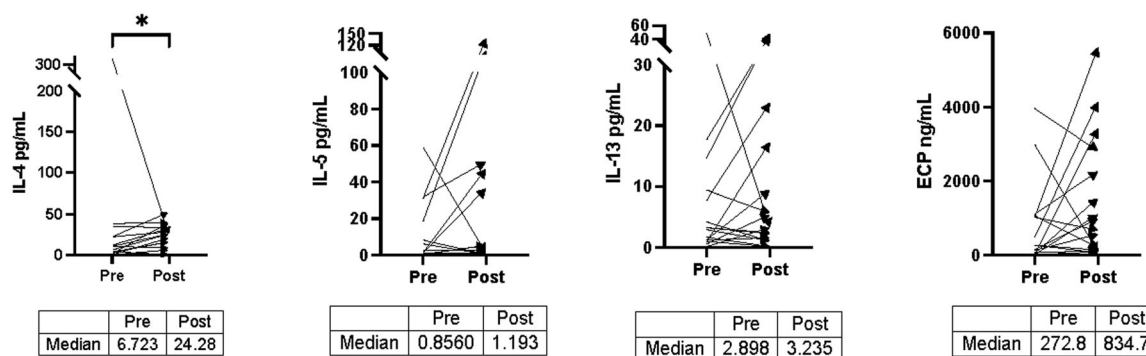 *
IL-4 pg/mL
300
200
150
100
50
0
Pre Post
Pre Post
Median 6.723 24.28
IL-5 pg/mL
150
120
100
80
60
40
20
0
Pre Post
Pre Post
Median 0.8560 1.193
IL-13 pg/mL
60
40
30
20
10
0
Pre Post
Pre Post
Median 2.898 3.235
ECP ng/mL
6000
4000
2000
0
Pre Post
Pre Post
Median 272.8 834.7